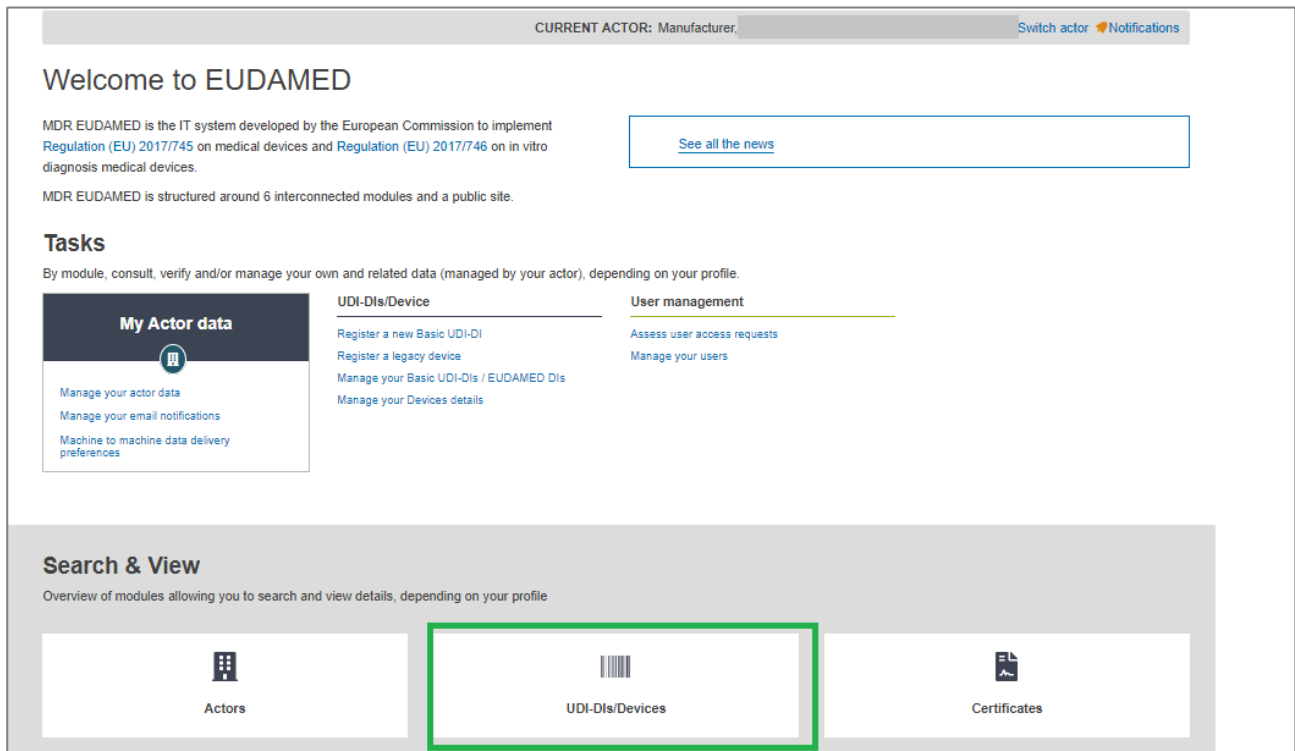 CURRENT ACTOR: Manufacturer,
Switch actor Notifications
Welcome to EUDAMED
MDR EUDAMED is the IT system developed by the European Commission to implement
Regulation (EU) 2017/745 on medical devices and Regulation (EU) 2017/746 on in vitro
diagnosis medical devices.
MDR EUDAMED is structured around 6 interconnected modules and a public site.
See all the news
Tasks
By module, consult, verify and/or manage your own and related data (managed by your actor), depending on your profile.
My Actor data
Manage your actor data
Manage your email notifications
Machine to machine data delivery
preferences
UDI-DIs/Device
Register a new Basic UDI-DI
Register a legacy device
Manage your Basic UDI-DIs / EUDAMED DIs
Manage your Devices details
User management
Assess user access requests
Manage your users
Search & View
Overview of modules allowing you to search and view details, depending on your profile
Actors
UDI-DIs/Devices
Certificates